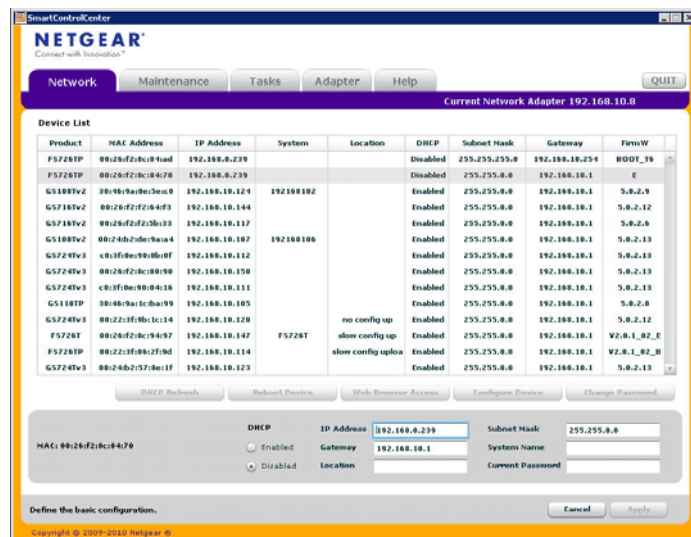 SmartControlCenter
NETGEAR
Connect with Innovation™
Network Maintenance Tasks Adapter Help QUIT
Current Network Adapter 192.168.10.8
Device List
Product MAC Address IP Address System Location DHCP Subnet Mask Gateway FirmW
FS726TP 00:26:f2:8c:04:ad 192.168.0.239 Disabled 255.255.255.0 192.168.10.254 BOOT_T6
FS726TP 00:26:f2:8c:04:70 192.168.0.239 Disabled 255.255.0.0 192.168.10.1 E
GS108Tv2 30:46:9a:0e:5e:c0 192.168.10.124 192168102 Enabled 255.255.0.0 192.168.10.1 5.0.2.9
GS716Tv2 00:26:f2:f2:64:f3 192.168.10.144 Enabled 255.255.0.0 192.168.10.1 5.0.2.12
GS716Tv2 00:26:f2:f2:5b:33 192.168.10.117 Enabled 255.255.0.0 192.168.10.1 5.0.2.6
GS108Tv2 00:24:b2:de:9a:a4 192.168.10.107 192168106 Enabled 255.255.0.0 192.168.10.1 5.0.2.13
GS724Tv3 c0:3f:0e:90:0b:0f 192.168.10.112 Enabled 255.255.0.0 192.168.10.1 5.0.2.13
GS724Tv3 00:26:f2:8c:00:90 192.168.10.150 Enabled 255.255.0.0 192.168.10.1 5.0.2.13
GS724Tv3 c0:3f:0e:90:04:16 192.168.10.111 Enabled 255.255.0.0 192.168.10.1 5.0.2.13
GS110TP 30:46:9a:1c:ba:99 192.168.10.105 Enabled 255.255.0.0 192.168.10.1 5.0.2.8
GS724Tv3 00:22:3f:9b:1c:14 192.168.10.120 no config up Enabled 255.255.0.0 192.168.10.1 5.0.2.12
FS726T 00:26:f2:8c:94:97 192.168.10.147 FS726T slow config up Enabled 255.255.0.0 192.168.10.1 V2.0.1_02_E
FS726TP 00:22:3f:06:2f:9d 192.168.10.114 slow config uploa Enabled 255.255.0.0 192.168.10.1 V2.0.1_02_B
GS724Tv3 00:24:b2:57:0e:1f 192.168.10.123 Enabled 255.255.0.0 192.168.10.1 5.0.2.13
DHCP Refresh Reboot Device Web Browser Access Configure Device Change Password
DHCP IP Address 192.168.0.239 Subnet Mask 255.255.0.0
MAC: 00:26:f2:8c:04:70 Enabled Gateway 192.168.10.1 System Name
Disabled Location Current Password
Define the basic configuration. Cancel Apply
Copyright © 2009-2010 Netgear ®